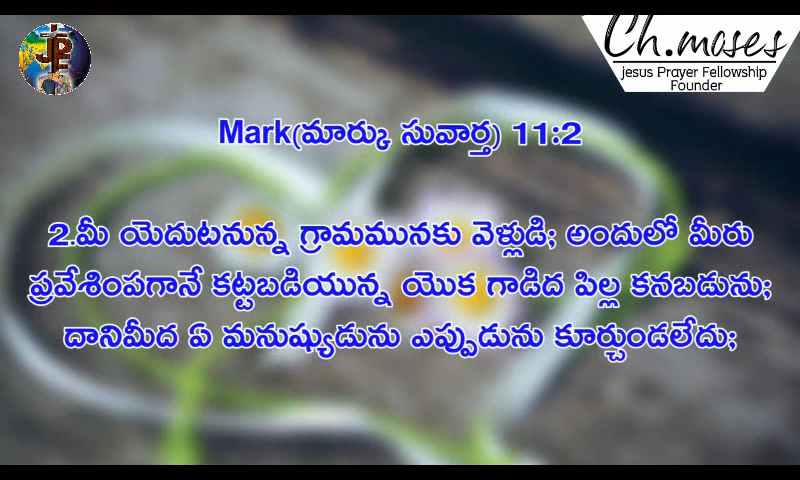 JP
Ch.moses
jesus Prayer Fellowship
Founder
Mark(మార్కు సువార్త) 11:2
2.మీ యెదుటనున్న గ్రామమునకు వెళ్లుడి; అందులో మీరు
ప్రవేశింపగానే కట్టబడియున్న యొక గాడిద పిల్ల కనబడును;
దానిమీద ఏ మనుష్యుడును ఎప్పుడును కూర్చుండలేదు;